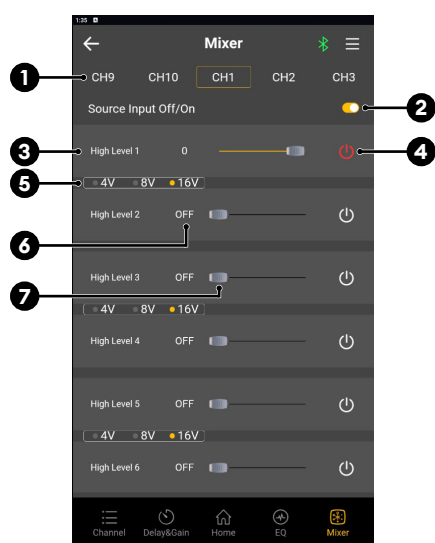 1:35
Mixer
1 CH9 CH10 CH1 CH2 CH3
Source Input Off/On 2
3 High Level 1 0 4
5 4V 8V 16V
High Level 2 OFF
6
High Level 3 OFF
7
4V 8V 16V
High Level 4 OFF
High Level 5 OFF
4V 8V 16V
High Level 6 OFF
Channel Delay&Gain Home EQ Mixer